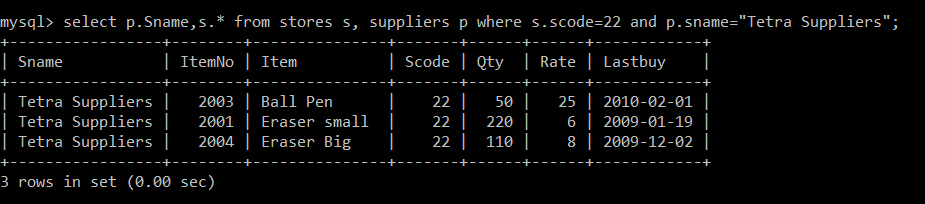 mysql> select p.Sname,s.* from stores s, suppliers p where s.scode=22 and p.sname="Tetra Suppliers";
+-----------------+--------+--------------+-------+------+------+------------+
| Sname           | ItemNo | Item         | Scode | Qty  | Rate | Lastbuy    |
+-----------------+--------+--------------+-------+------+------+------------+
| Tetra Suppliers |   2003 | Ball Pen     |    22 |   50 |   25 | 2010-02-01 |
| Tetra Suppliers |   2001 | Eraser small |    22 |  220 |    6 | 2009-01-19 |
| Tetra Suppliers |   2004 | Eraser Big   |    22 |  110 |    8 | 2009-12-02 |
+-----------------+--------+--------------+-------+------+------+------------+
3 rows in set (0.00 sec)